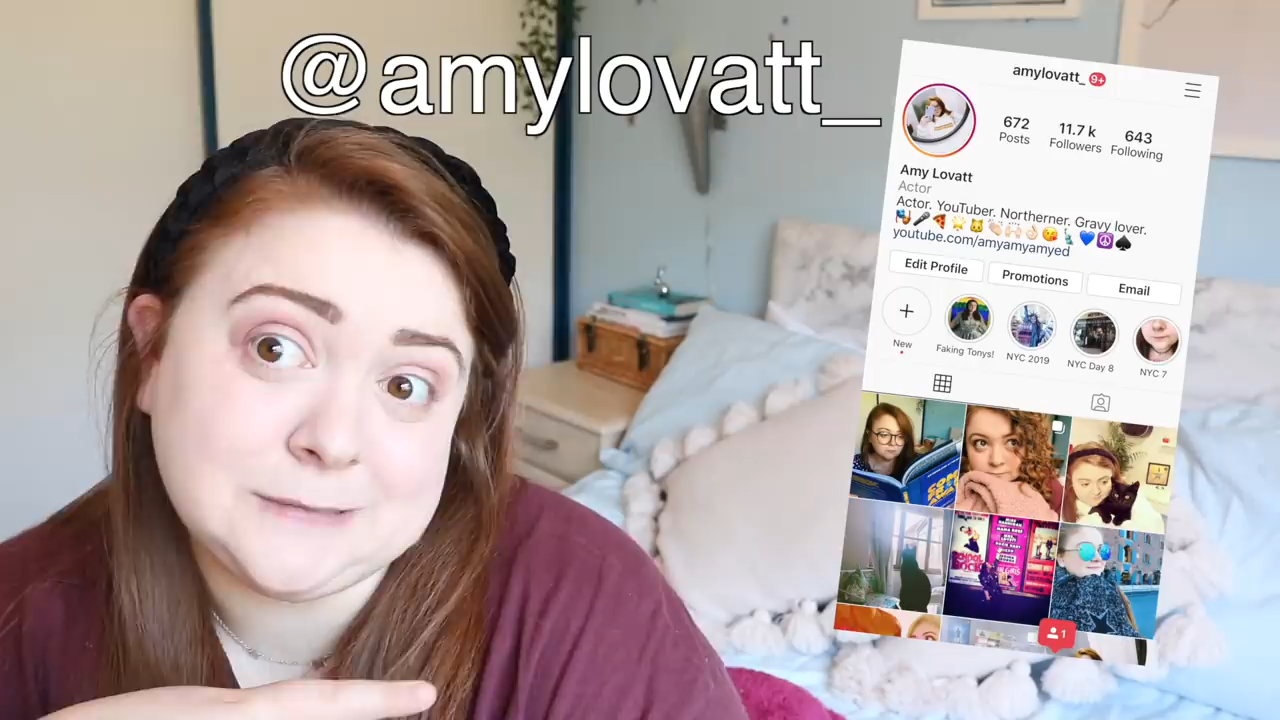 @amylovatt_
amylovatt_ 9+
672 11.7 k 643
Posts Followers Following
Amy Lovatt
Actor
Actor. YouTuber. Northerner. Gravy lover.
youtube.com/amyamyamyed
Edit Profile Promotions Email
New Faking Tonys! NYC 2019 NYC Day 8 NYC 7
1